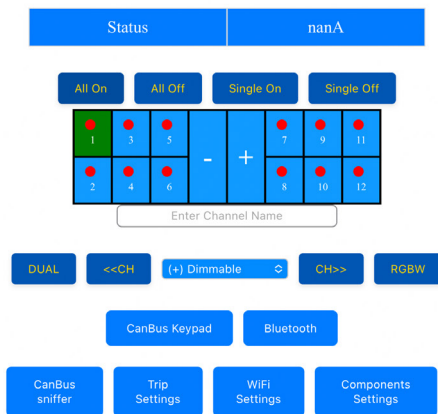 Status nanA
All On All Off Single On Single Off
1 3 5 - + 7 9 11
2 4 6 8 10 12
Enter Channel Name
DUAL <<CH (+) Dimmable CH>> RGBW
CanBus Keypad Bluetooth
CanBus sniffer
Trip Settings
WiFi Settings
Components Settings